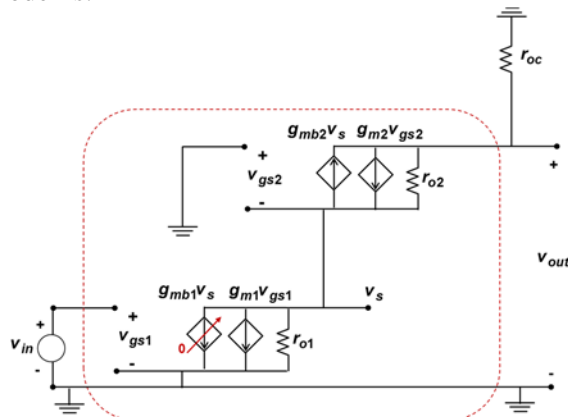 r_oc
g_mb2 v_s g_m2 v_gs2
+
v_gs2
-
r_o2
+
v_out
-
g_mb1 v_s g_m1 v_gs1 v_s
+
v_gs1
-
0
r_o1
+
v_in
-